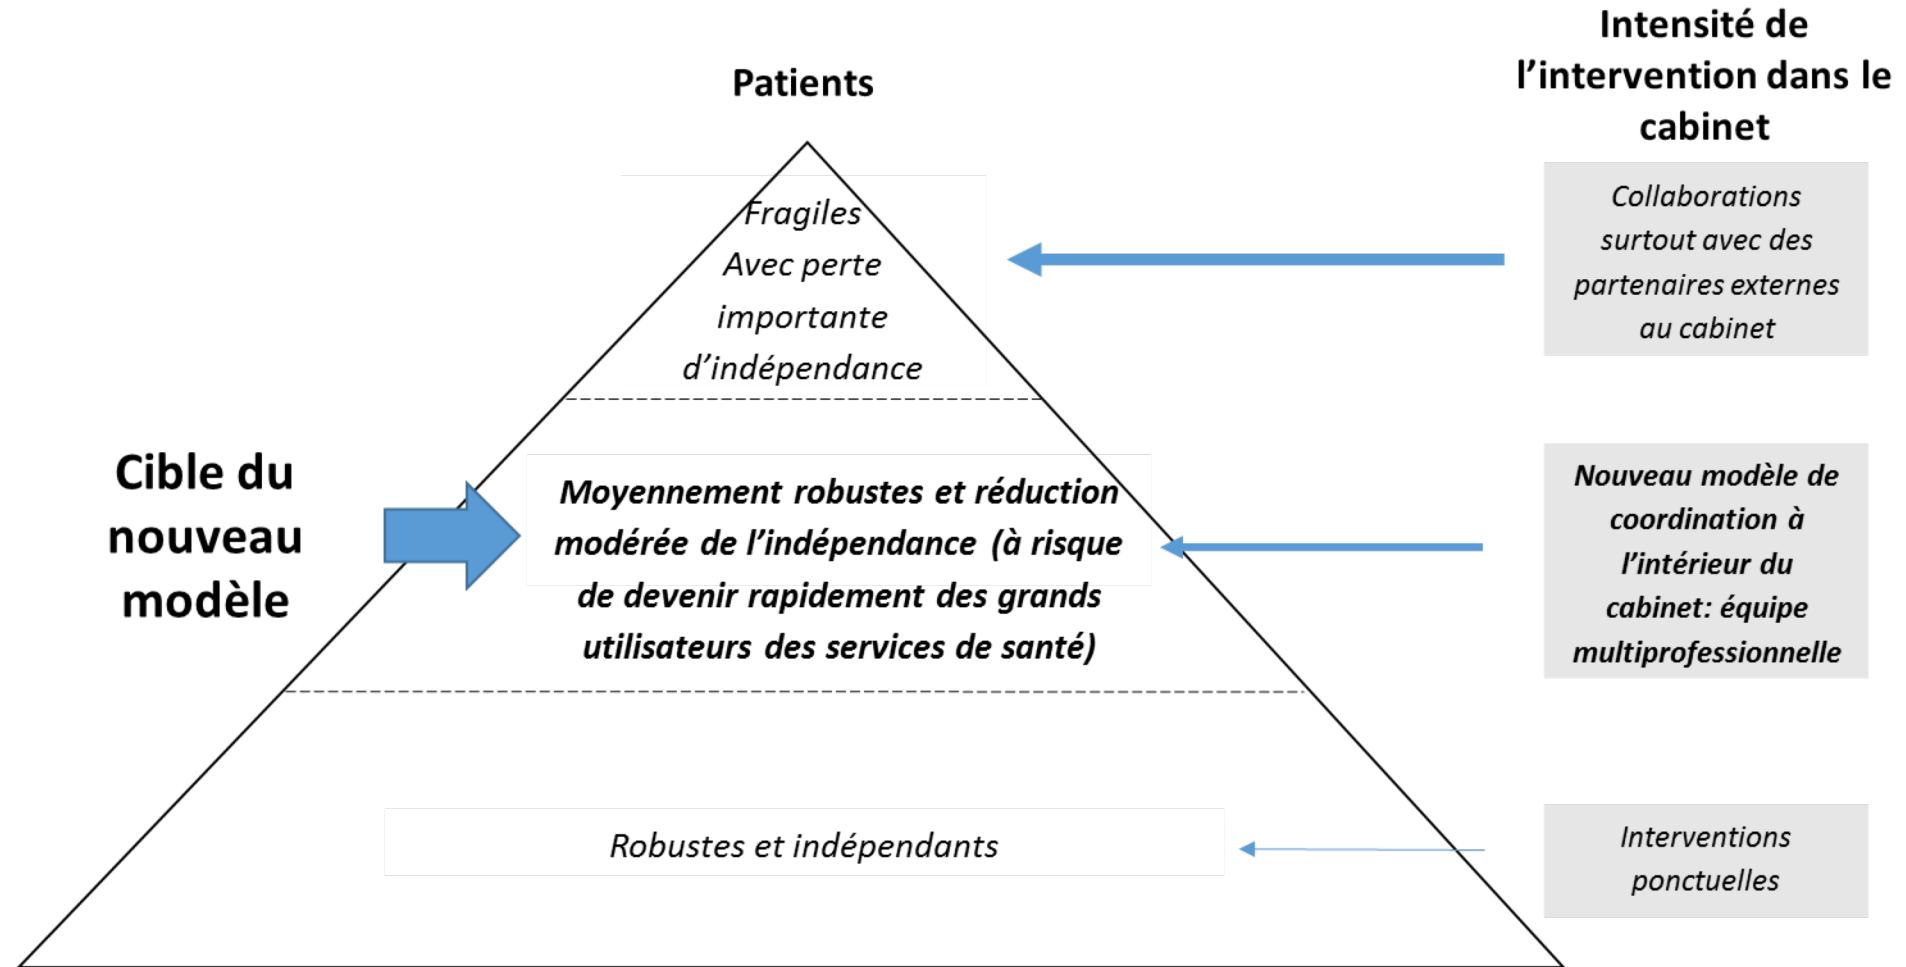 Patients
Intensité de
l’intervention dans le
cabinet
Fragiles
Avec perte
importante
d’indépendance
Collaborations
surtout avec des
partenaires externes
au cabinet
Cible du
nouveau
modèle
Moyennement robustes et réduction
modérée de l’indépendance (à risque
de devenir rapidement des grands
utilisateurs des services de santé)
Nouveau modèle de
coordination à
l’intérieur du
cabinet: équipe
multiprofessionnelle
Robustes et indépendants
Interventions
ponctuelles